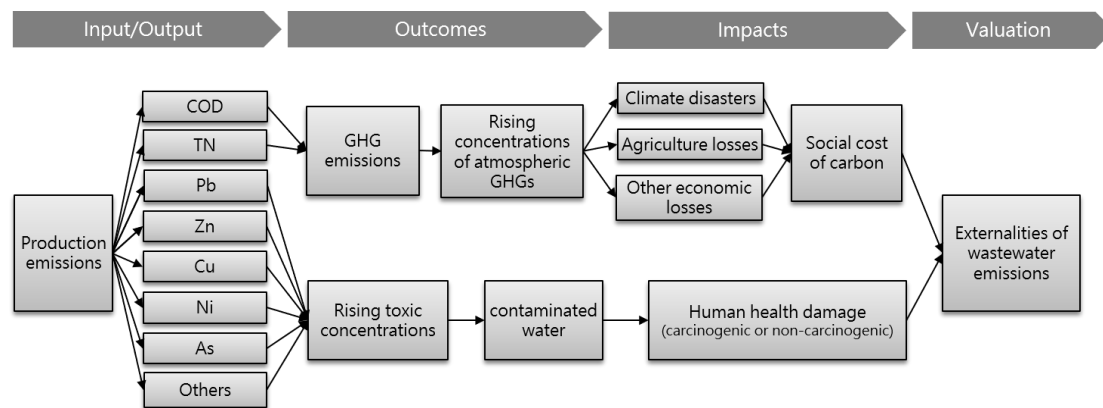 Input/Output
Outcomes
Impacts
Valuation
Production
emissions
COD
TN
Pb
Zn
Cu
Ni
As
Others
GHG
emissions
Rising
concentrations
of atmospheric
GHGs
Climate disasters
Agriculture losses
Other economic
losses
Social cost
of carbon
Rising toxic
concentrations
contaminated
water
Human health damage
(carcinogenic or non-carcinogenic)
Externalities of
wastewater
emissions